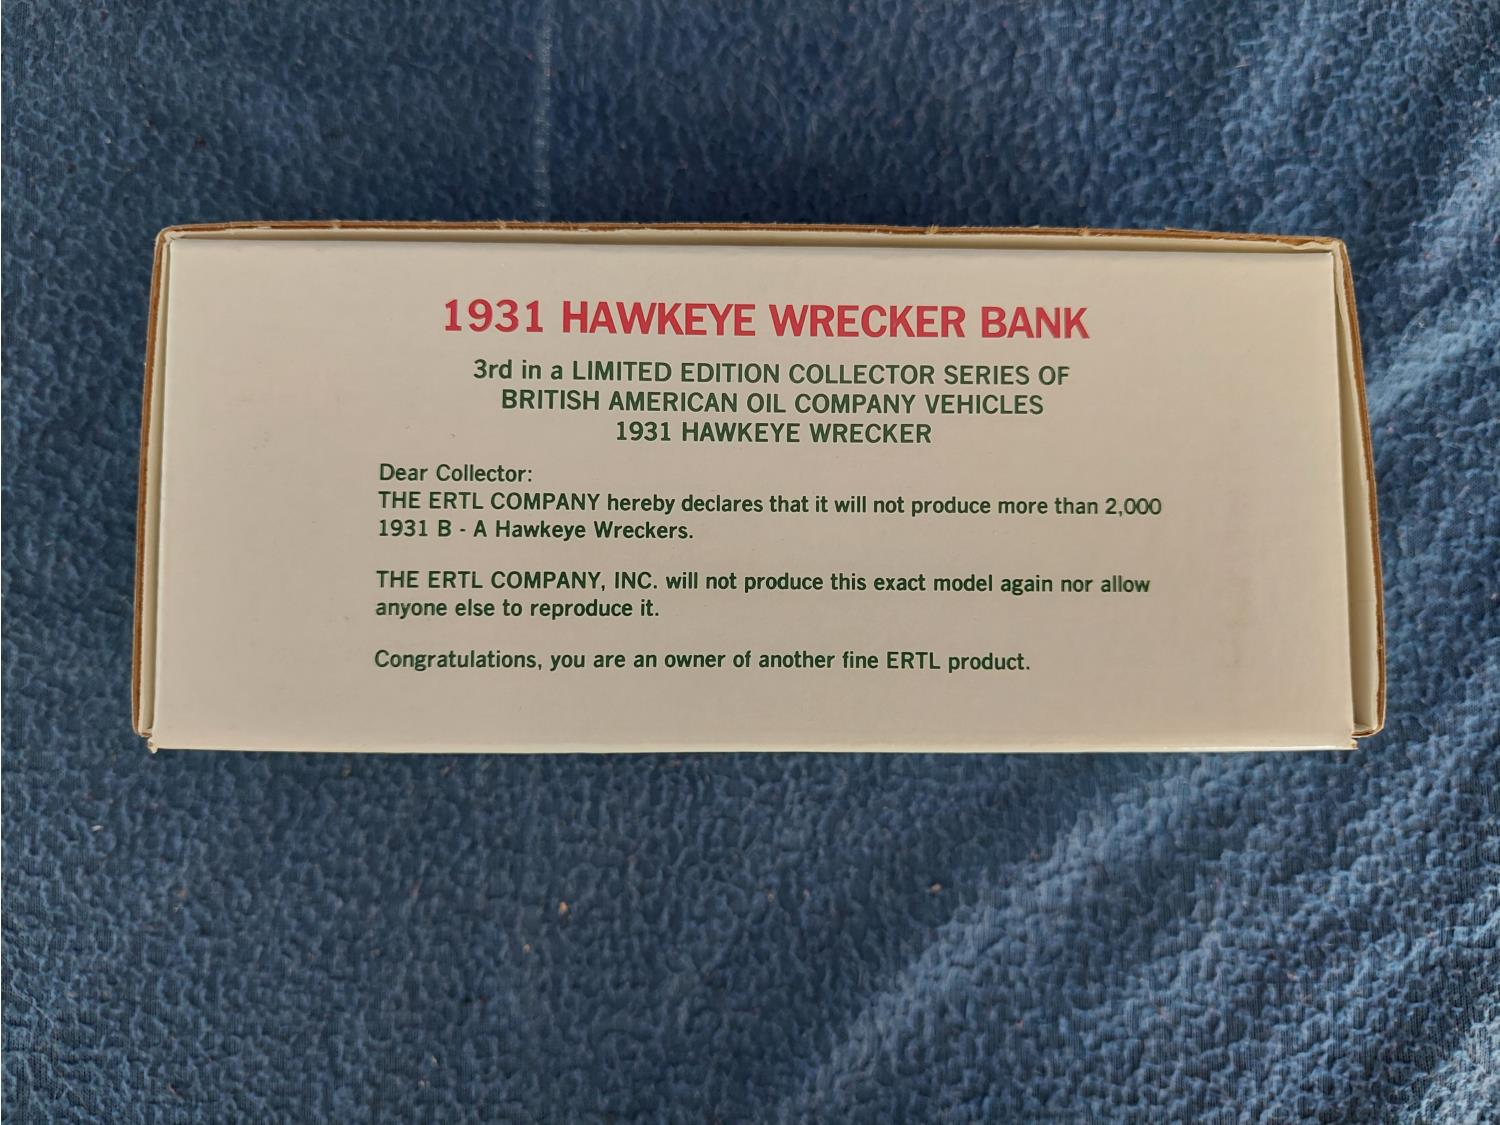 1931 HAWKEYE WRECKER BANK
3rd in a LIMITED EDITION COLLECTOR SERIES OF
BRITISH AMERICAN OIL COMPANY VEHICLES
1931 HAWKEYE WRECKER
Dear Collector:
THE ERTL COMPANY hereby declares that it will not produce more than 2,000
1931 B - A Hawkeye Wreckers.
THE ERTL COMPANY, INC. will not produce this exact model again nor allow
anyone else to reproduce it.
Congratulations, you are an owner of another fine ERTL product.